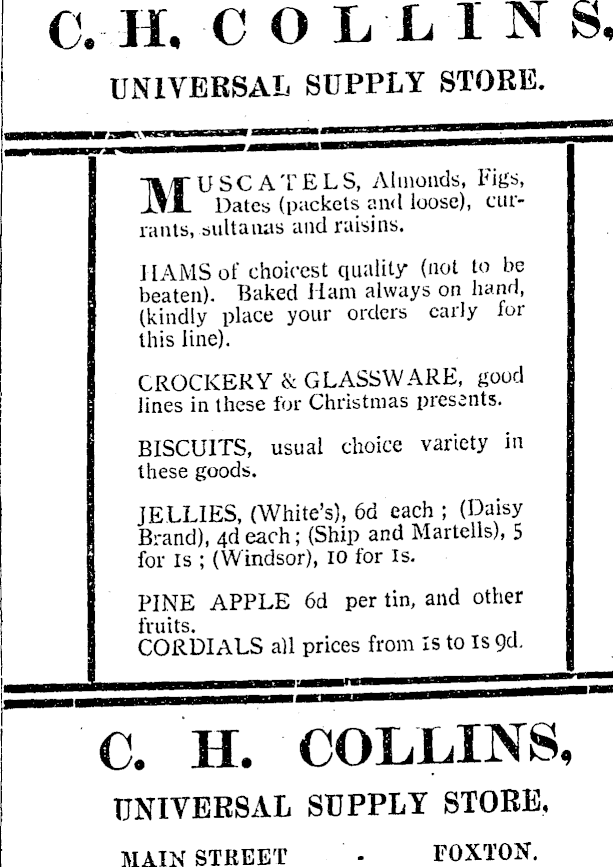 C. H. COLLINS,
UNIVERSAL SUPPLY STORE.
MUSCATELS, Almonds, Figs,
Dates (packets and loose), cur-
rants, sultanas and raisins.
HAMS of choicest quality (not to be
beaten). Baked Ham always on hand,
(kindly place your orders early for
this line).
CROCKERY & GLASSWARE, good
lines in these for Christmas presents.
BISCUITS, usual choice variety in
these goods.
JELLIES, (White's), 6d each ; (Daisy
Brand), 4d each ; (Ship and Martells), 5
for 1s ; (Windsor), 10 for 1s.
PINE APPLE 6d per tin, and other
fruits.
CORDIALS all prices from 1s to 1s 9d.
C. H. COLLINS,
UNIVERSAL SUPPLY STORE,
MAIN STREET - FOXTON.